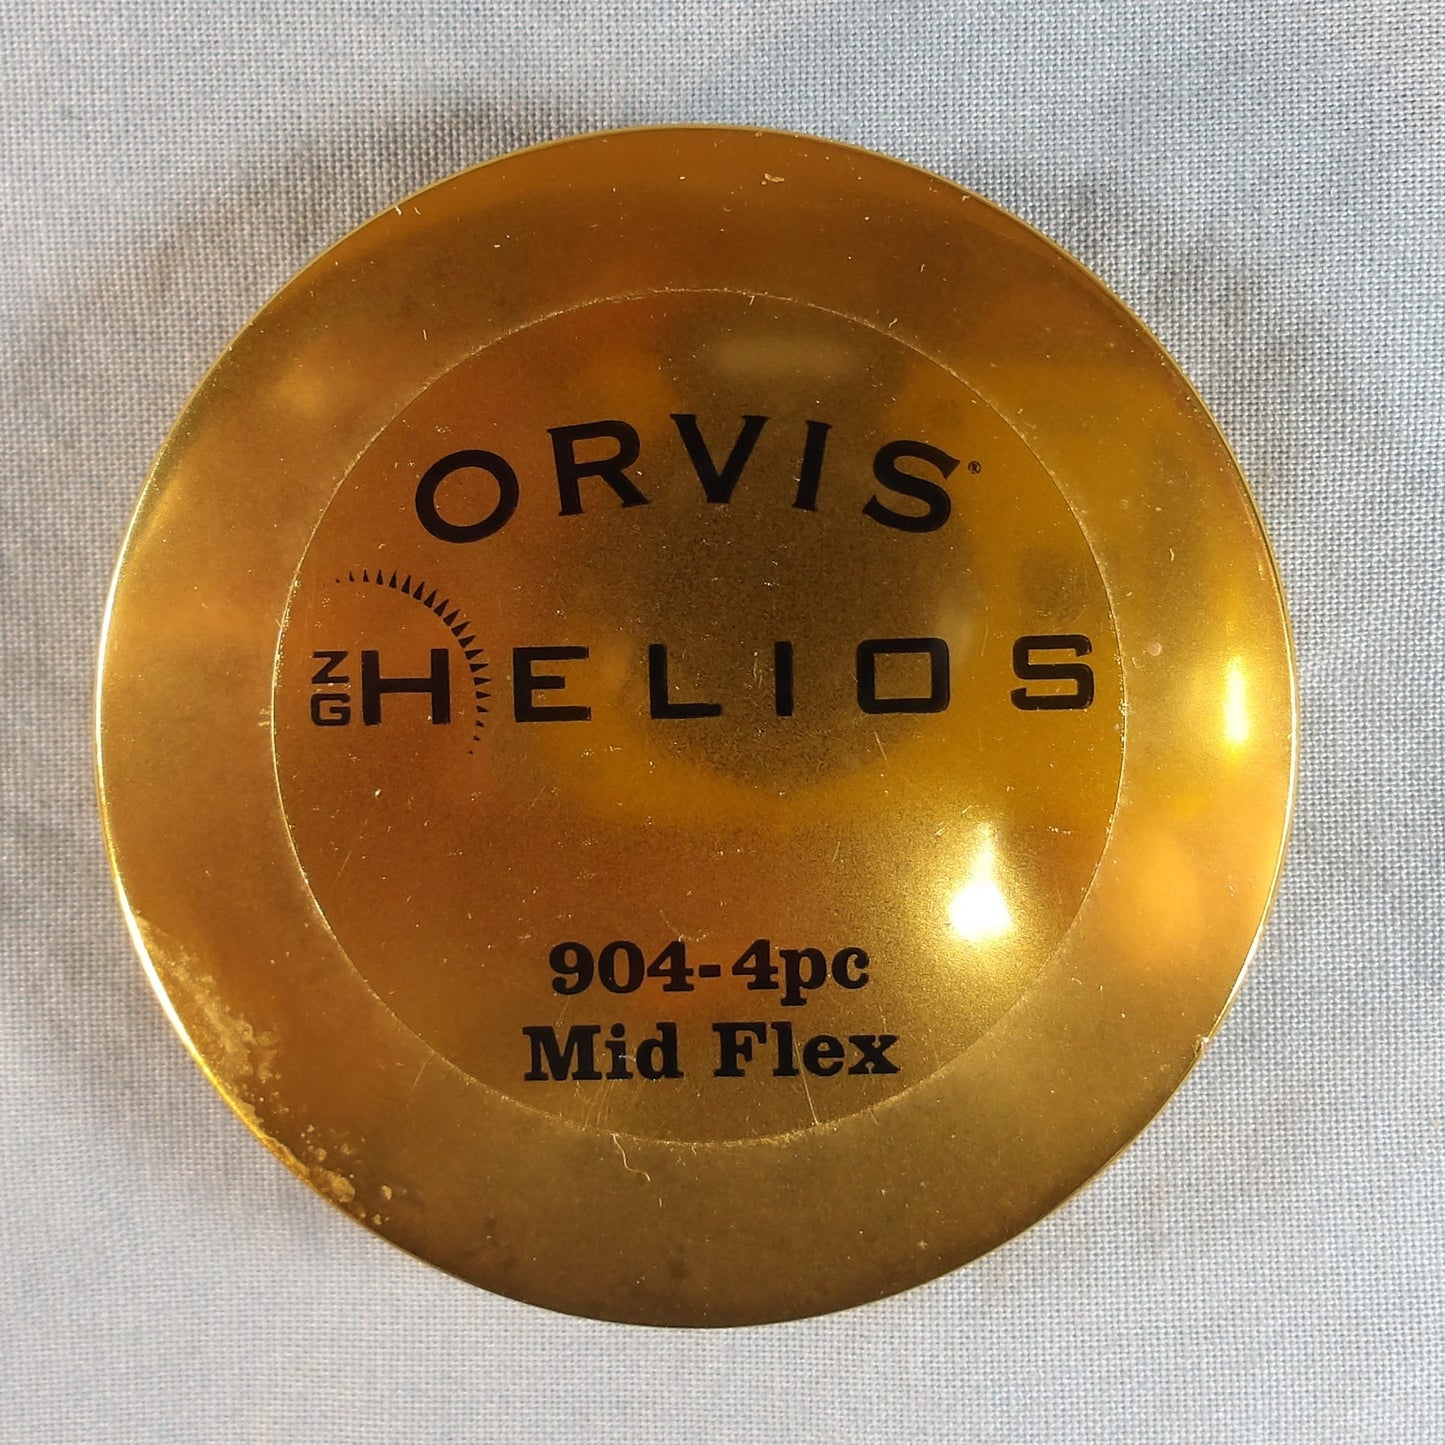 ORVIS®
ZG HELIOS
904-4pc
Mid Flex